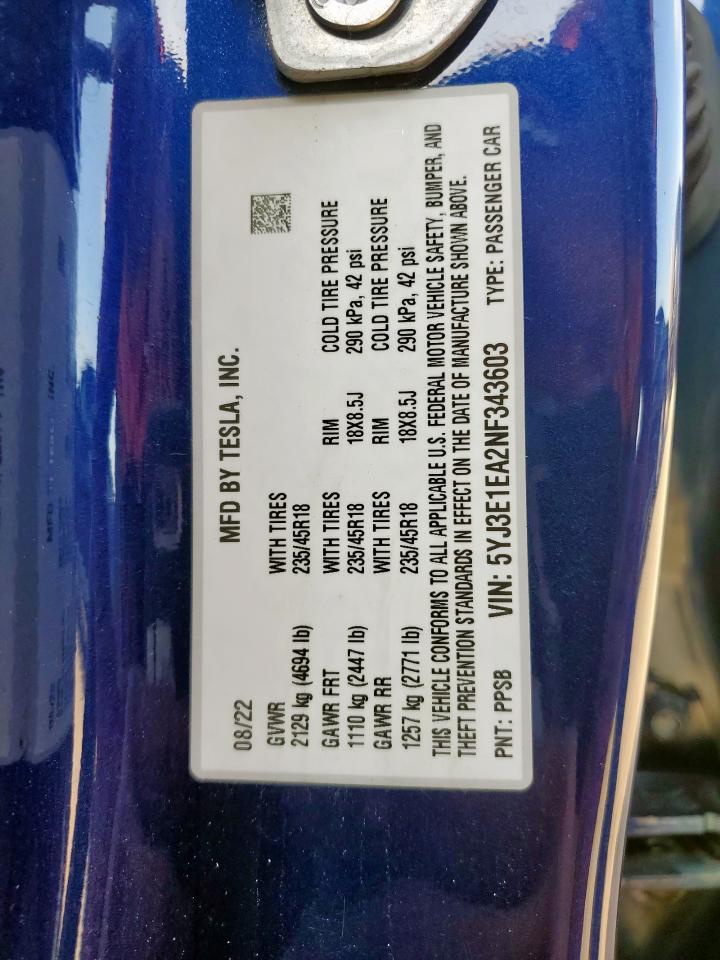 08/22 MFD BY TESLA, INC.
GVWR WITH TIRES
2129 kg (4694 lb) 235/45R18
GAWR FRT WITH TIRES RIM COLD TIRE PRESSURE
1110 kg (2447 lb) 235/45R18 18X8.5J 290 kPa, 42 psi
GAWR RR WITH TIRES RIM COLD TIRE PRESSURE
1257 kg (2771 lb) 235/45R18 18X8.5J 290 kPa, 42 psi
THIS VEHICLE CONFORMS TO ALL APPLICABLE U.S. FEDERAL MOTOR VEHICLE SAFETY, BUMPER, AND
THEFT PREVENTION STANDARDS IN EFFECT ON THE DATE OF MANUFACTURE SHOWN ABOVE.
PNT: PPSB VIN: 5YJ3E1EA2NF343603 TYPE: PASSENGER CAR